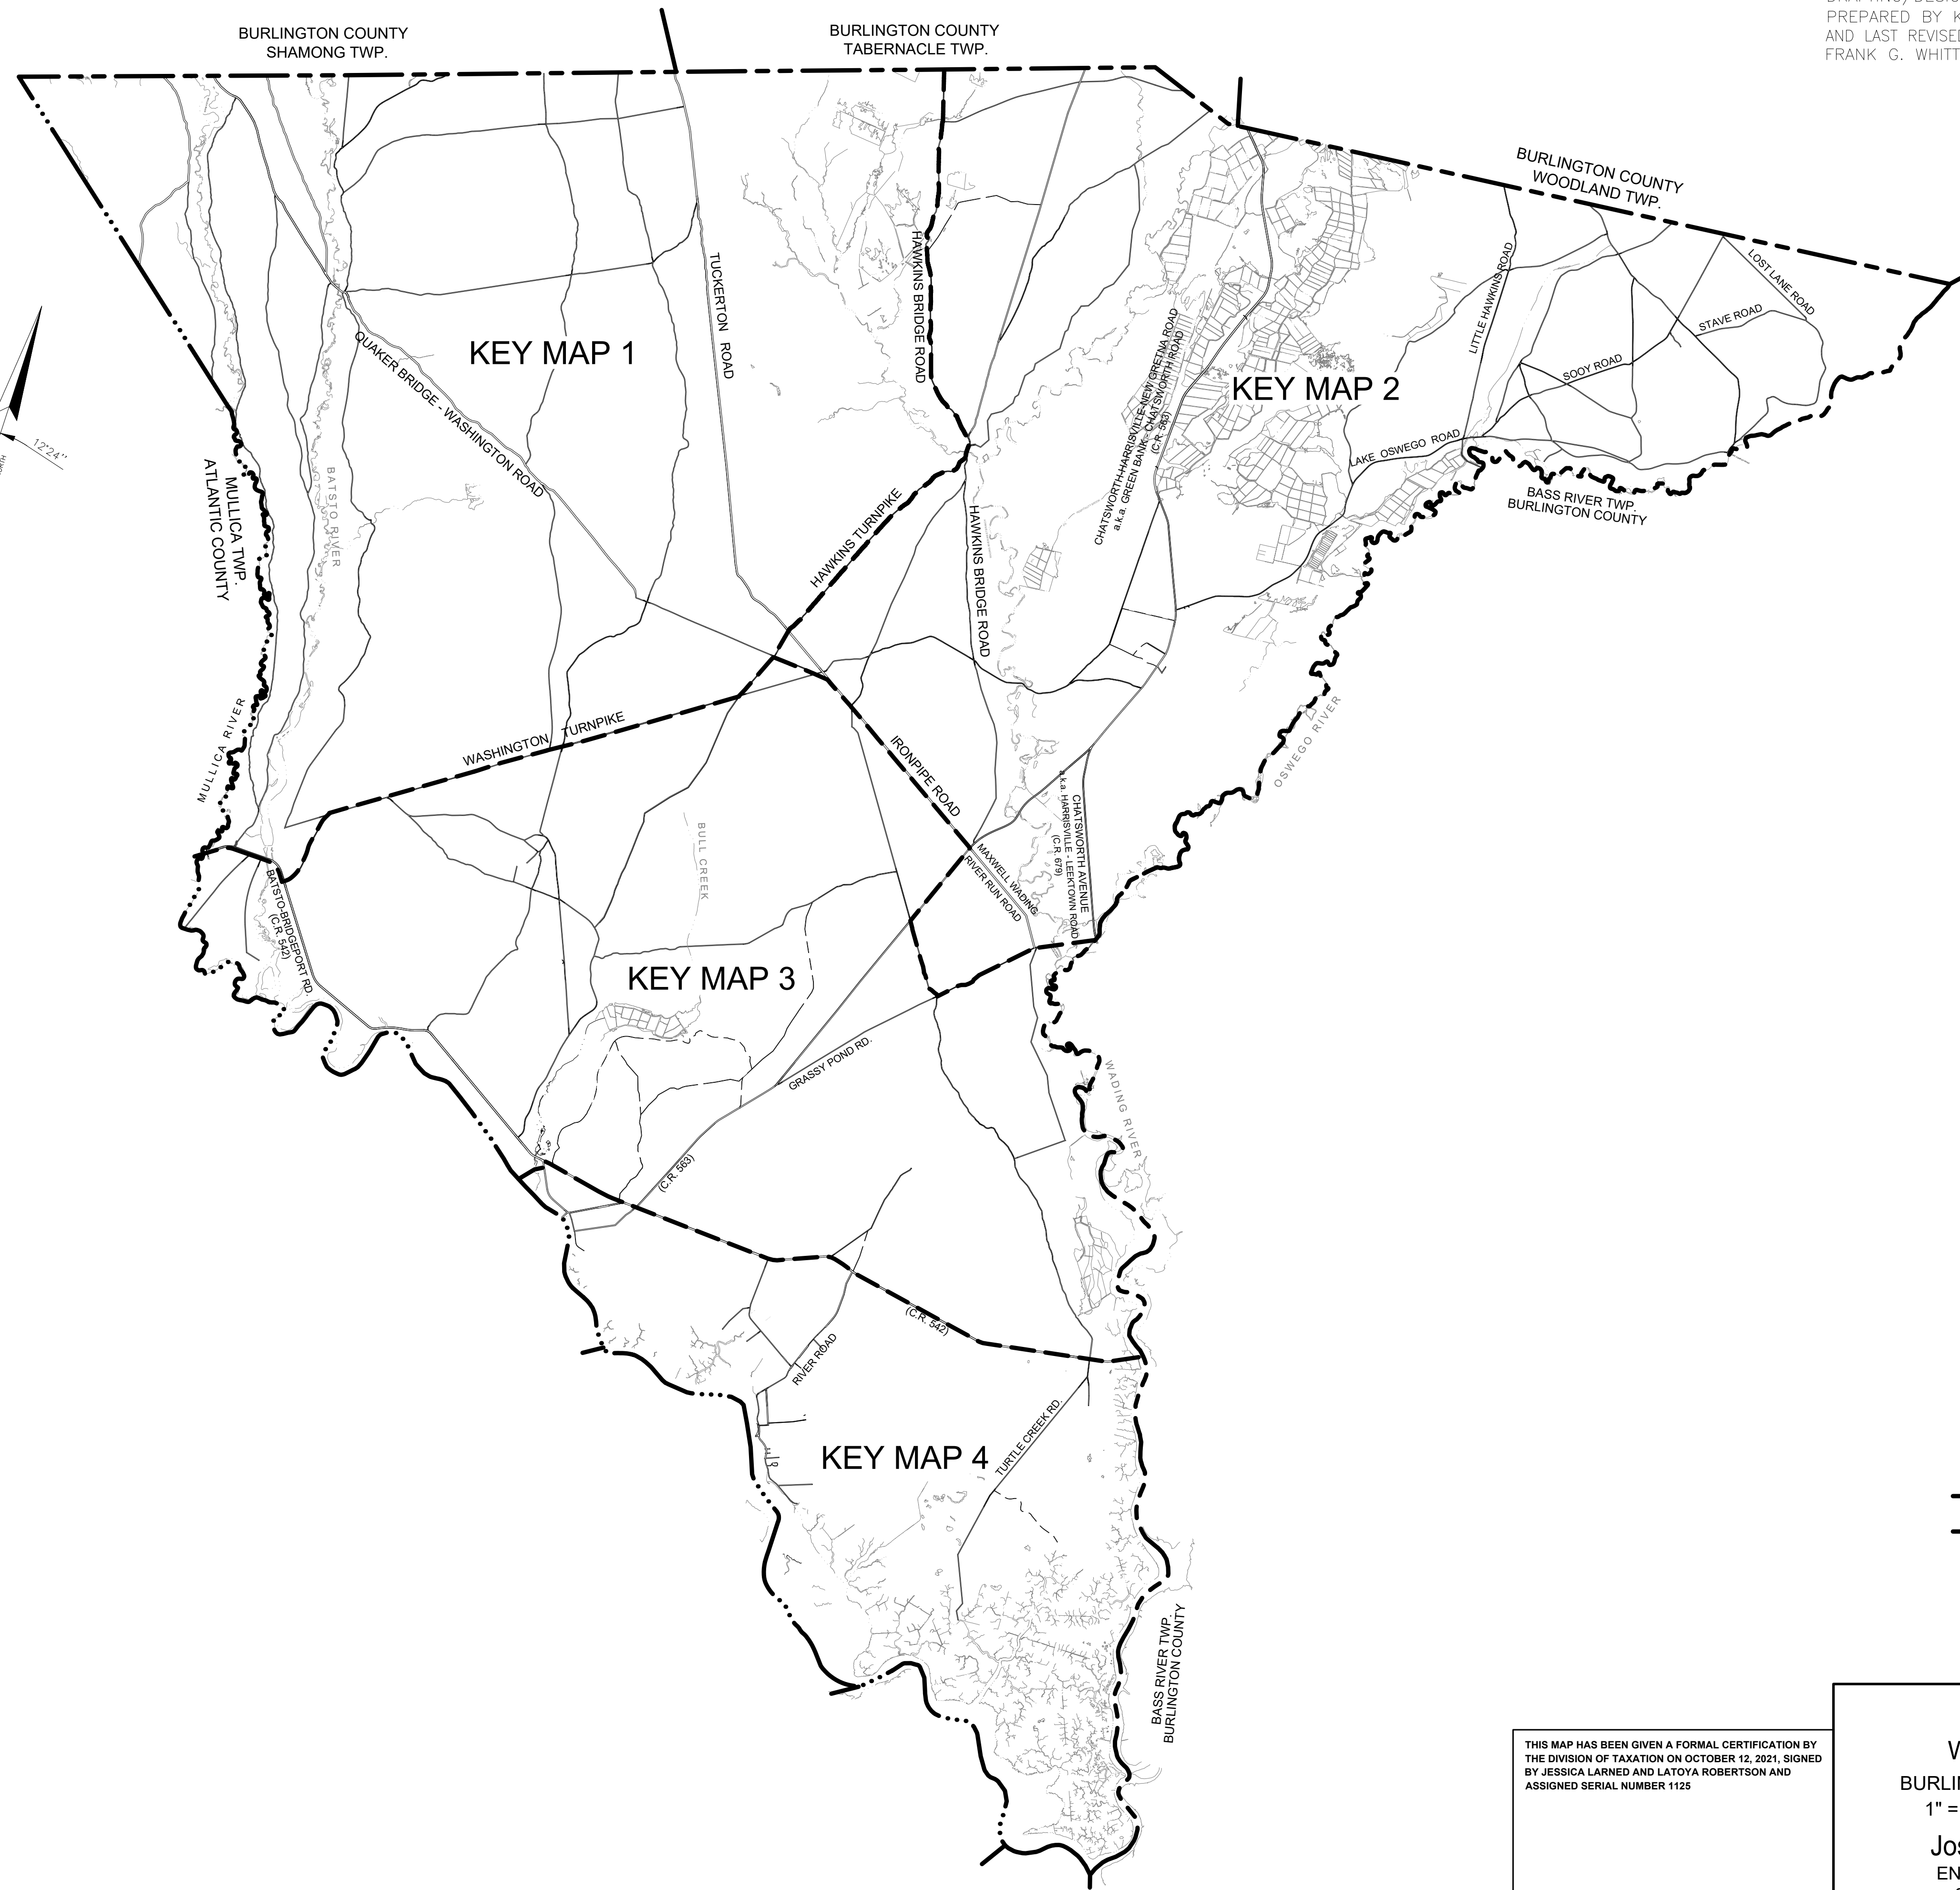 PREPARED BY
AND LAST REVISED
FRANK G.
BURLINGTON COUNTY
SHAMONG TWP.
BURLINGTON COUNTY
TABERNACLE TWP.
BURLINGTON COUNTY
WOODLAND TWP.
KEY MAP 1
KEY MAP 2
TUCKERTON ROAD
HAWKINS BRIDGE ROAD
QUAKER BRIDGE - WASHINGTON ROAD
CHATSWORTH-HARRISVILLE-NEW GRETNA ROAD
a.k.a. GREEN BANK - CHATSWORTH ROAD
(C.R. 563)
LITTLE HAWKINS ROAD
LOST LANE ROAD
STAVE ROAD
SOOY ROAD
LAKE OSWEGO ROAD
BASS RIVER TWP.
BURLINGTON COUNTY
12°24''
MULLICA TWP.
ATLANTIC COUNTY
BATSTO RIVER
HAWKINS TURNPIKE
HAWKINS BRIDGE ROAD
MULLICA RIVER
WASHINGTON TURNPIKE
IRONPIPE ROAD
OSWEGO RIVER
BULL CREEK
CHATSWORTH AVENUE
a.k.a. HARRISVILLE - LEEKTOWN ROAD
(C.R. 679)
MAXWELL WADING
RIVER RUN ROAD
BATSTO-BRIDGEPORT RD.
(C.R. 542)
KEY MAP 3
GRASSY POND RD.
WADING RIVER
(C.R. 563)
(C.R. 542)
RIVER ROAD
KEY MAP 4
TURTLE CREEK RD.
BASS RIVER TWP.
BURLINGTON COUNTY
THIS MAP HAS BEEN GIVEN A FORMAL CERTIFICATION BY
THE DIVISION OF TAXATION ON OCTOBER 12, 2021, SIGNED
BY JESSICA LARNED AND LATOYA ROBERTSON AND
ASSIGNED SERIAL NUMBER 1125
1" =